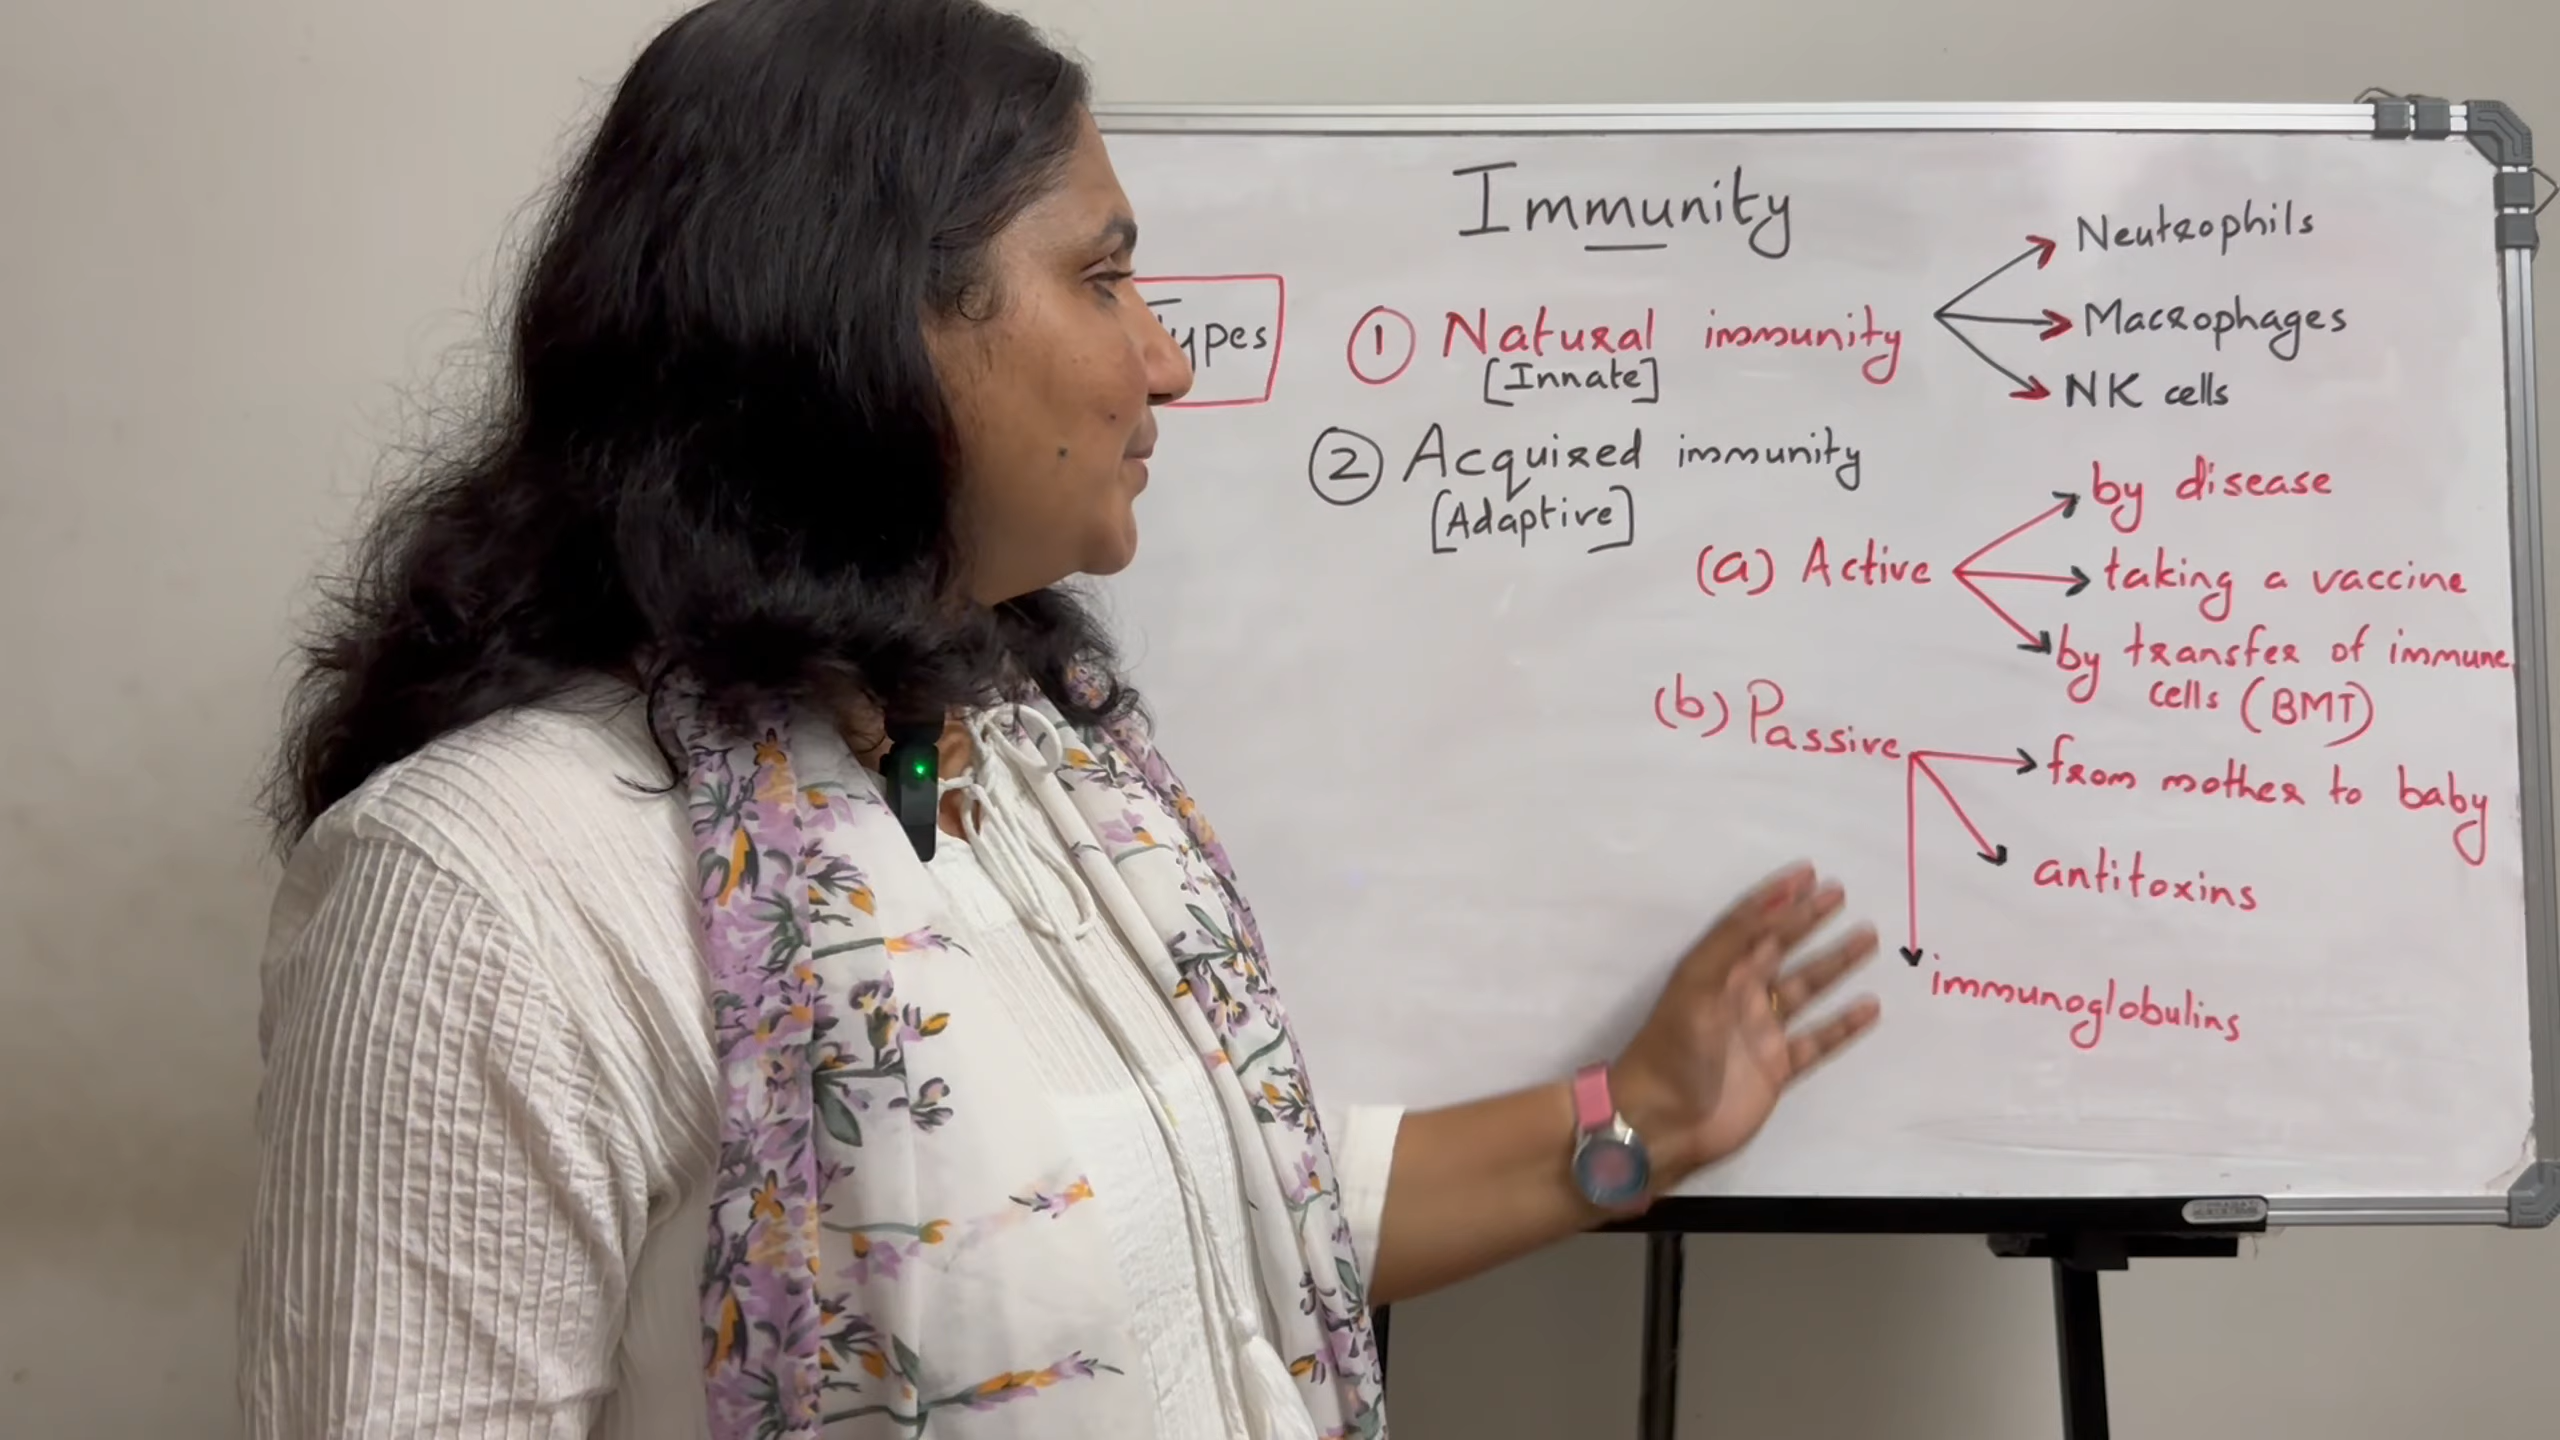 Immunity
Types
① Natural immunity
[Innate]
Neutrophils
Macrophages
NK cells
② Acquired immunity
[Adaptive]
(a) Active
by disease
taking a vaccine
by transfer of immune
cells (BMT)
(b) Passive
from mother to baby
antitoxins
immunoglobulins